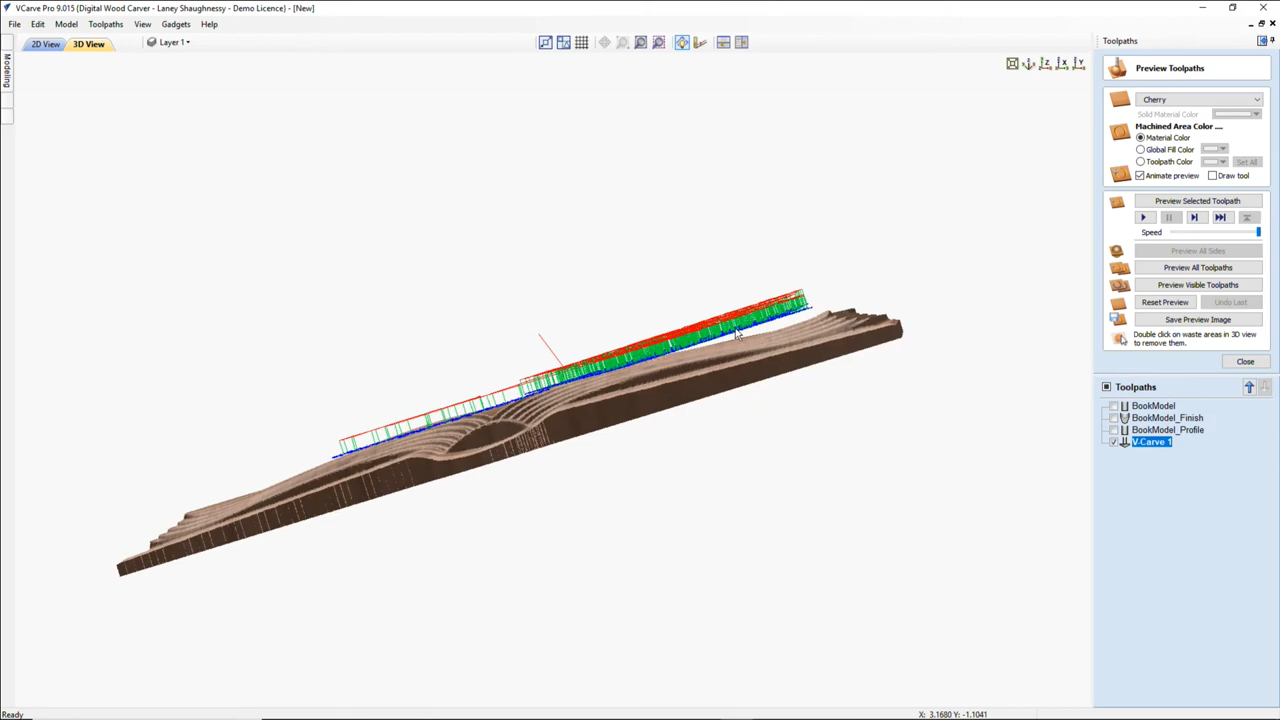 VCarve Pro 9.015 {Digital Wood Carver - Laney Shaughnessy - Demo Licence} - [New]
File Edit Model Toolpaths View Gadgets Help
2D View 3D View Layer 1
Modeling
Z X Y
Toolpaths
Preview Toolpaths
Cherry
Solid Material Color
Machined Area Color ....
Material Color
Global Fill Color
Toolpath Color Set All
Animate preview Draw tool
Preview Selected Toolpath
Speed
Preview All Sides
Preview All Toolpaths
Preview Visible Toolpaths
Reset Preview Undo Last
Save Preview Image
Double click on waste areas in 3D view
to remove them.
Close
Toolpaths
BookModel
BookModel_Finish
BookModel_Profile
V-Carve 1
Ready X: 3.1680 Y: -1.1041